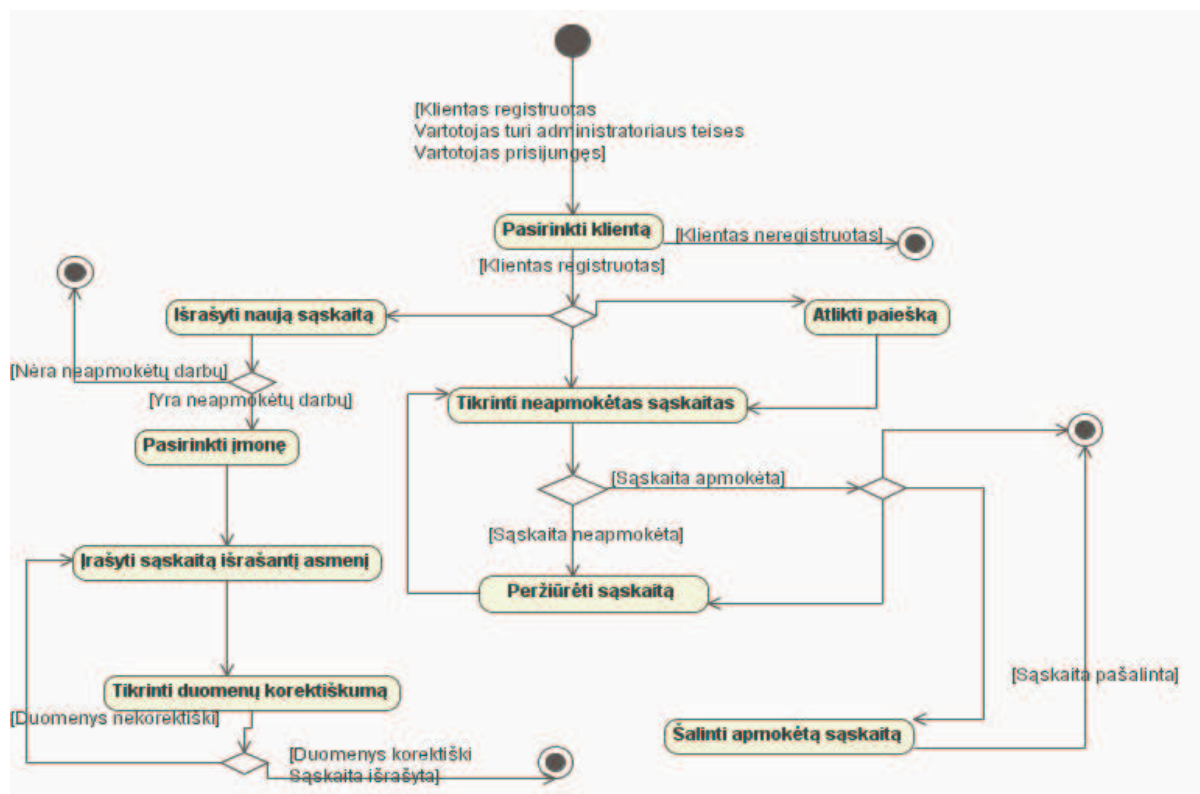 [Klientas registruotas
Vartotojas turi administratoriaus teises
Vartotojas prisijungęs]
Pasirinkti klientą
[Klientas neregistruotas]
[Klientas registruotas]
Išrašyti naują sąskaitą
Atlikti paiešką
[Nėra neapmokėtų darbų]
[Yra neapmokėtų darbų]
Tikrinti neapmokėtas sąskaitas
Pasirinkti įmonę
[Sąskaita apmokėta]
[Sąskaita neapmokėta]
Įrašyti sąskaitą išrašantį asmenį
Peržiūrėti sąskaitą
[Sąskaita pašalinta]
Tikrinti duomenų korektiškumą
[Duomenys nekorektiški]
Šalinti apmokėtą sąskaitą
[Duomenys korektiški
Sąskaita išrašyta]